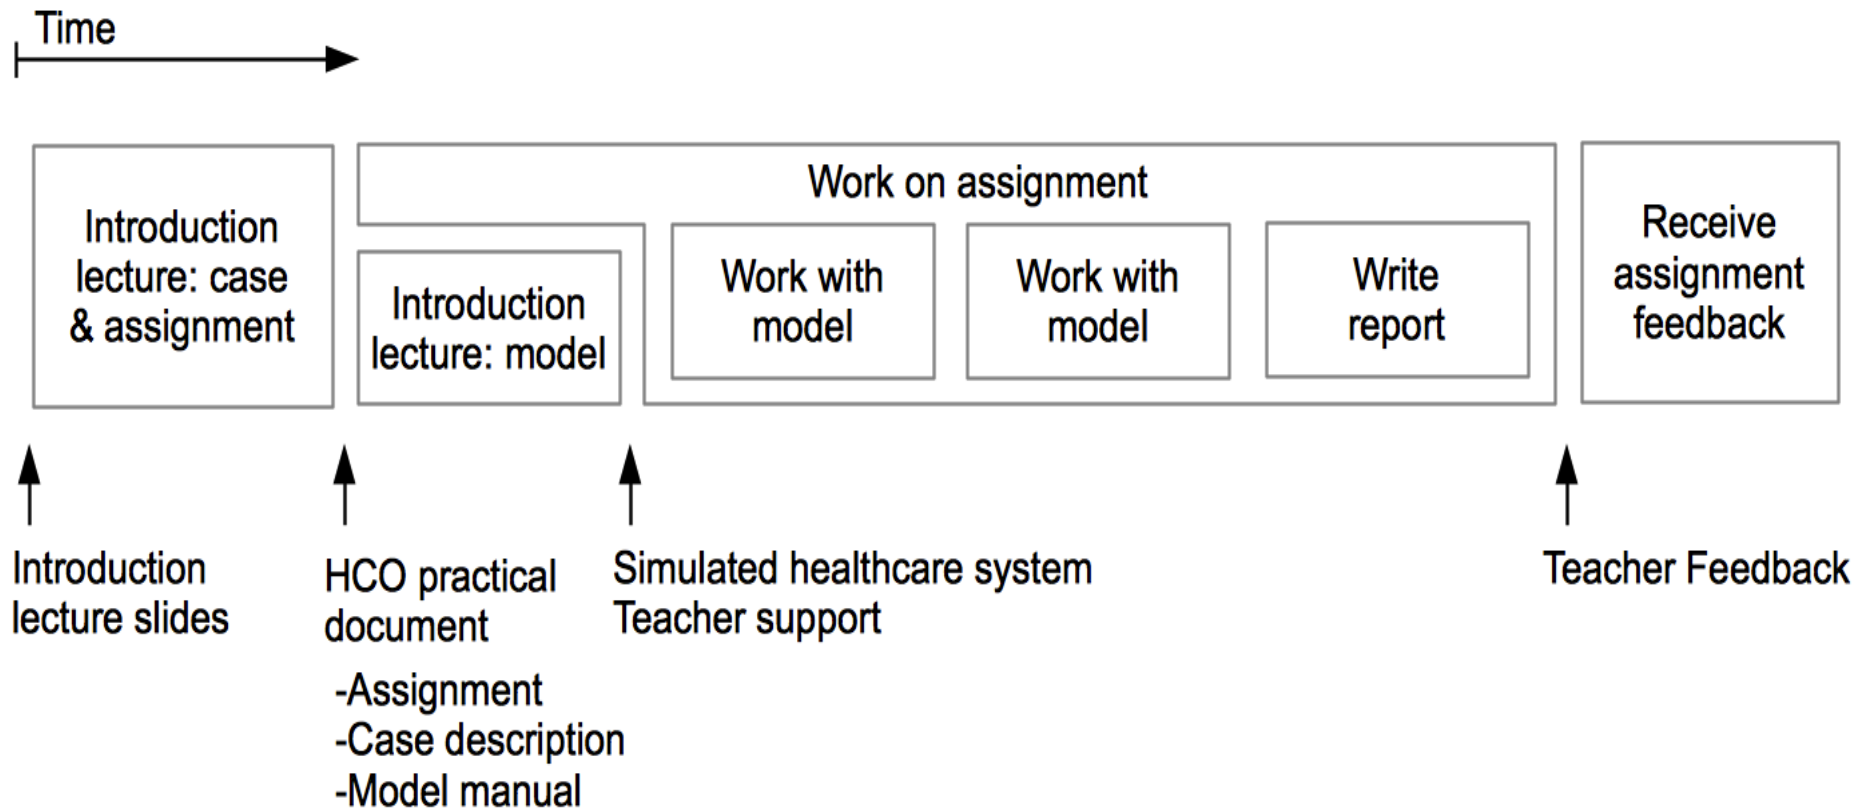 Time
Introduction
lecture: case
& assignment
Work on assignment
Introduction
lecture: model
Work with
model
Work with
model
Write
report
Receive
assignment
feedback
Introduction
lecture slides
HCO practical
document
-Assignment
-Case description
-Model manual
Simulated healthcare system
Teacher support
Teacher Feedback